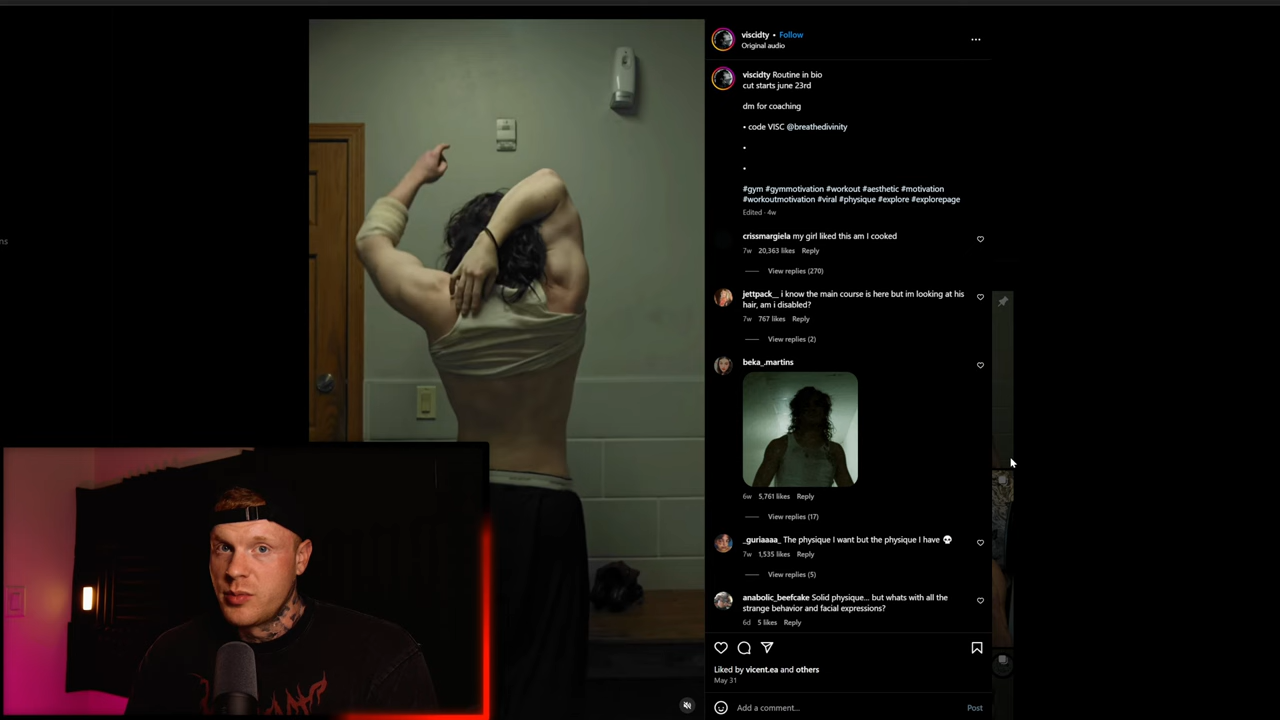 viscidty • Follow
Original audio
viscidty Routine in bio
cut starts june 23rd
dm for coaching
• code VISC @breathedivinity
•
•
#gym #gymmotivation #workout #aesthetic #motivation
#workoutmotivation #viral #physique #explore #explorepage
Edited · 4w
crissmargiela my girl liked this am I cooked
7w 20,363 likes Reply
View replies (270)
jettpack__ i know the main course is here but im looking at his
hair, am i disabled?
7w 767 likes Reply
View replies (2)
beka_.martins
6w 5,761 likes Reply
View replies (17)
_guriaaaa_ The physique I want but the physique I have 💀
7w 1,535 likes Reply
View replies (5)
anabolic_beefcake Solid physique... but whats with all the
strange behavior and facial expressions?
6d 5 likes Reply
Liked by vicent.ea and others
May 31
Add a comment...
Post
ns